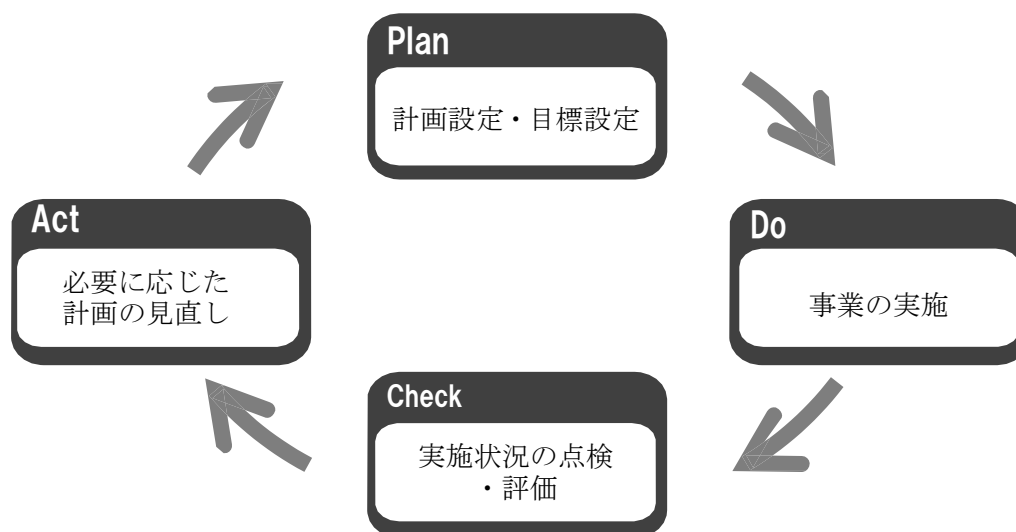 Plan
計画設定・目標設定
Do
事業の実施
Check
実施状況の点検
・評価
Act
必要に応じた
計画の見直し